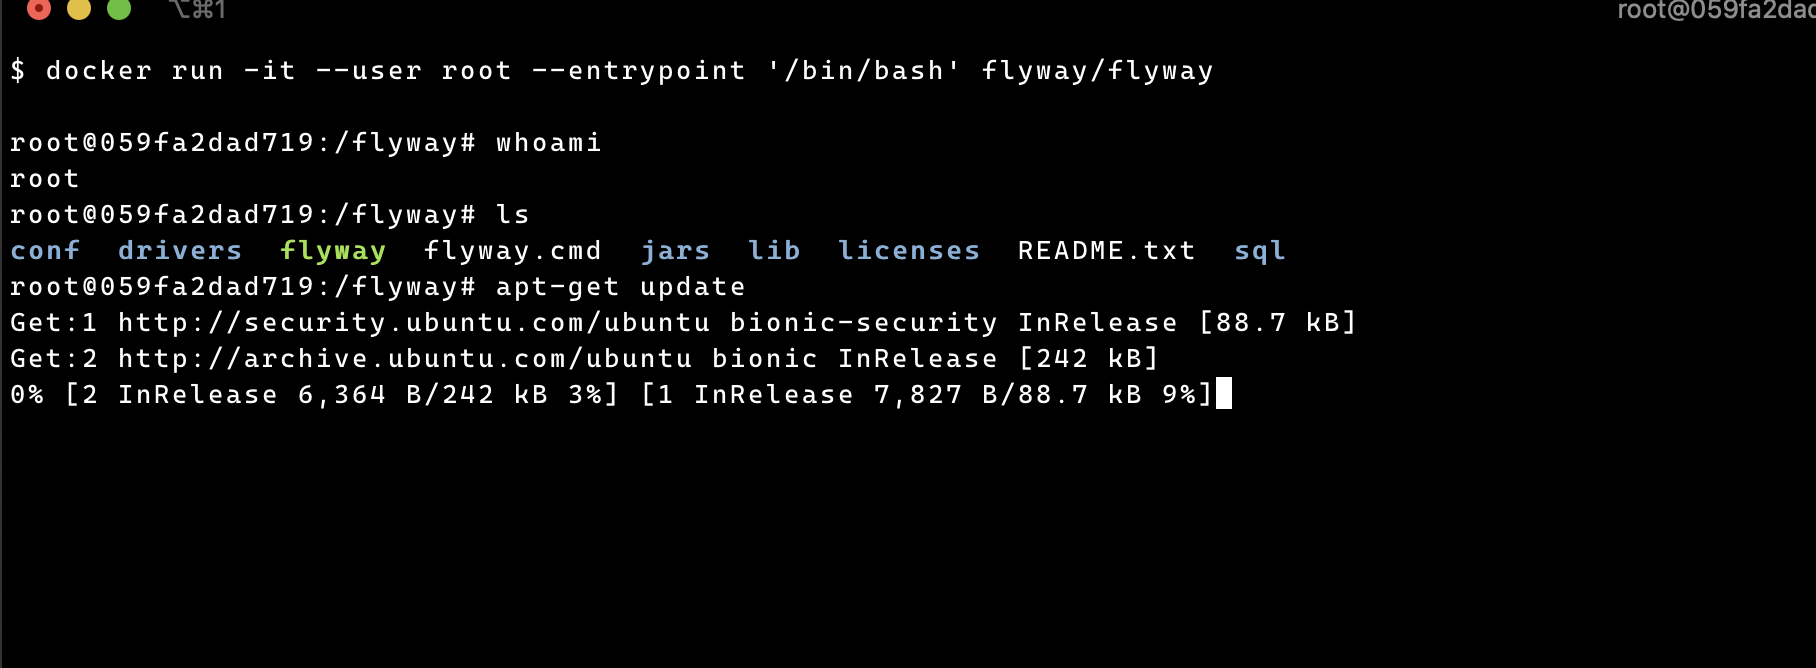 ⌥⌘1
root@059fa2dad
$ docker run -it --user root --entrypoint '/bin/bash' flyway/flyway
root@059fa2dad719:/flyway# whoami
root
root@059fa2dad719:/flyway# ls
conf drivers flyway flyway.cmd jars lib licenses README.txt sql
root@059fa2dad719:/flyway# apt-get update
Get:1 http://security.ubuntu.com/ubuntu bionic-security InRelease [88.7 kB]
Get:2 http://archive.ubuntu.com/ubuntu bionic InRelease [242 kB]
0% [2 InRelease 6,364 B/242 kB 3%] [1 InRelease 7,827 B/88.7 kB 9%]